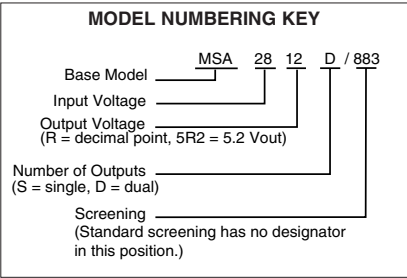 MODEL NUMBERING KEY
MSA 28 12 D / 883
Base Model
Input Voltage
Output Voltage
(R = decimal point, 5R2 = 5.2 Vout)
Number of Outputs
(S = single, D = dual)
Screening
(Standard screening has no designator
in this position.)